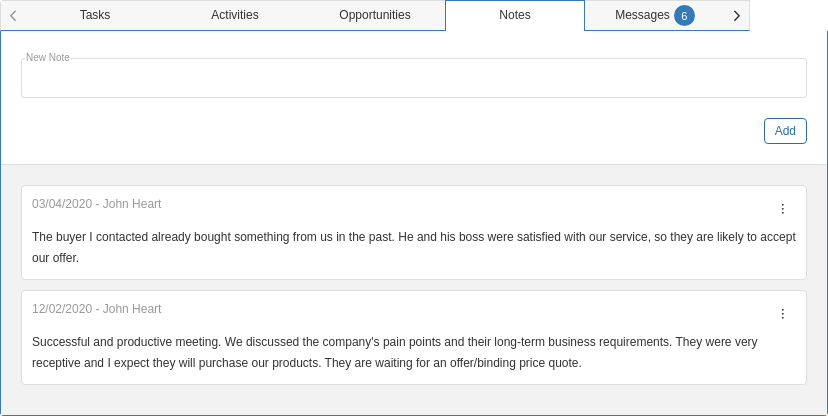 Tasks Activities Opportunities Notes Messages 6
New Note
Add
03/04/2020 - John Heart
The buyer I contacted already bought something from us in the past. He and his boss were satisfied with our service, so they are likely to accept
our offer.
12/02/2020 - John Heart
Successful and productive meeting. We discussed the company's pain points and their long-term business requirements. They were very
receptive and I expect they will purchase our products. They are waiting for an offer/binding price quote.